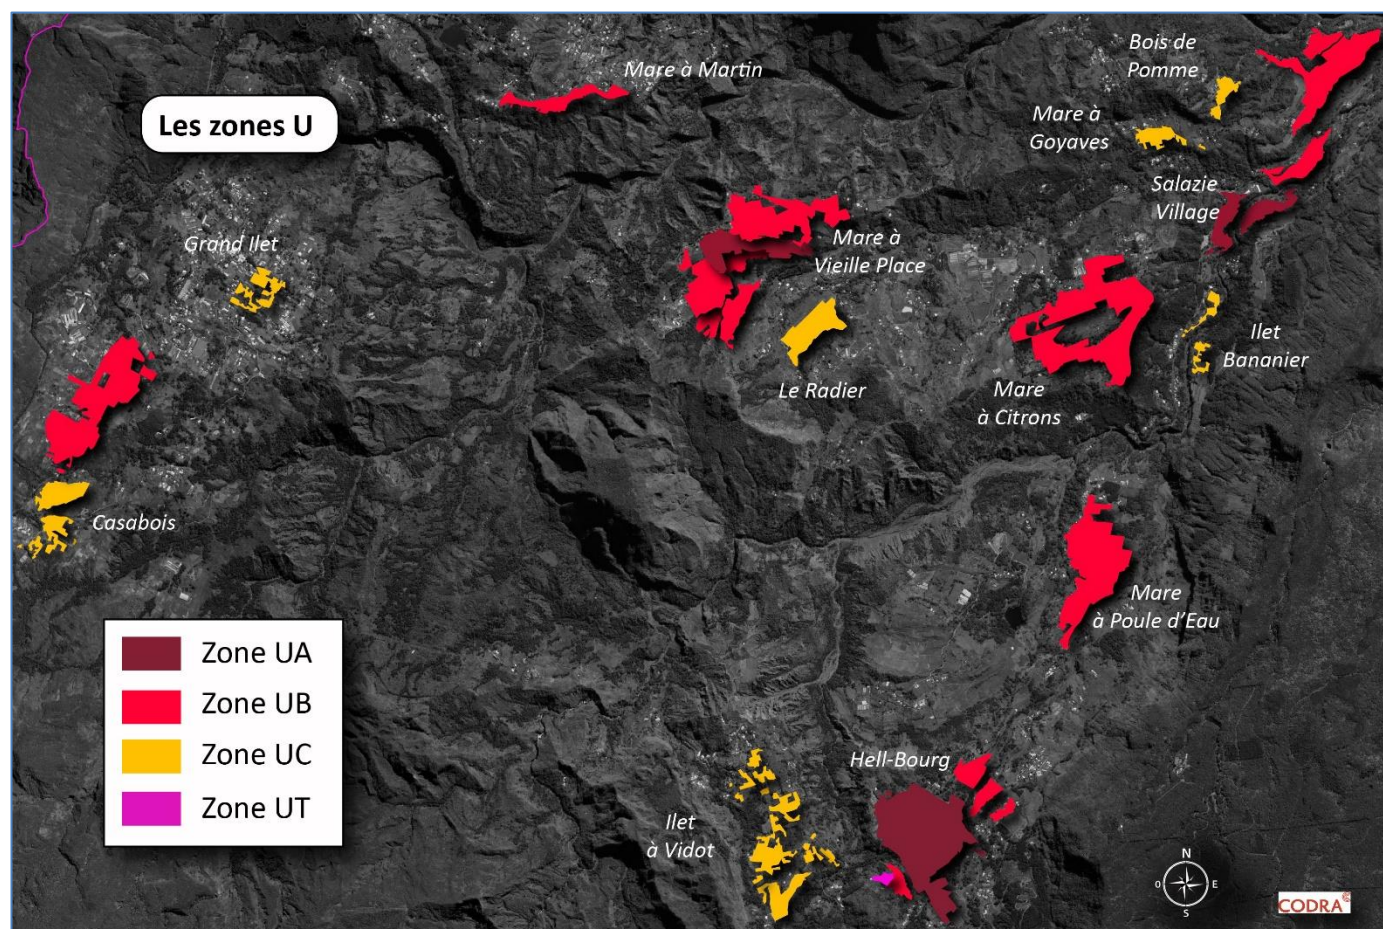 Bois de
Pomme
Mare à Martin
Les zones U
Mare à
Goyaves
Salazie
Village
Grand Ilet
Mare à
Vieille Place
Ilet
Bananier
Le Radier
Mare
à Citrons
Casabois
Mare
à Poule d'Eau
Zone UA
Zone UB
Zone UC
Zone UT
Hell-Bourg
Ilet
à Vidot
N
O
E
S
CODRA